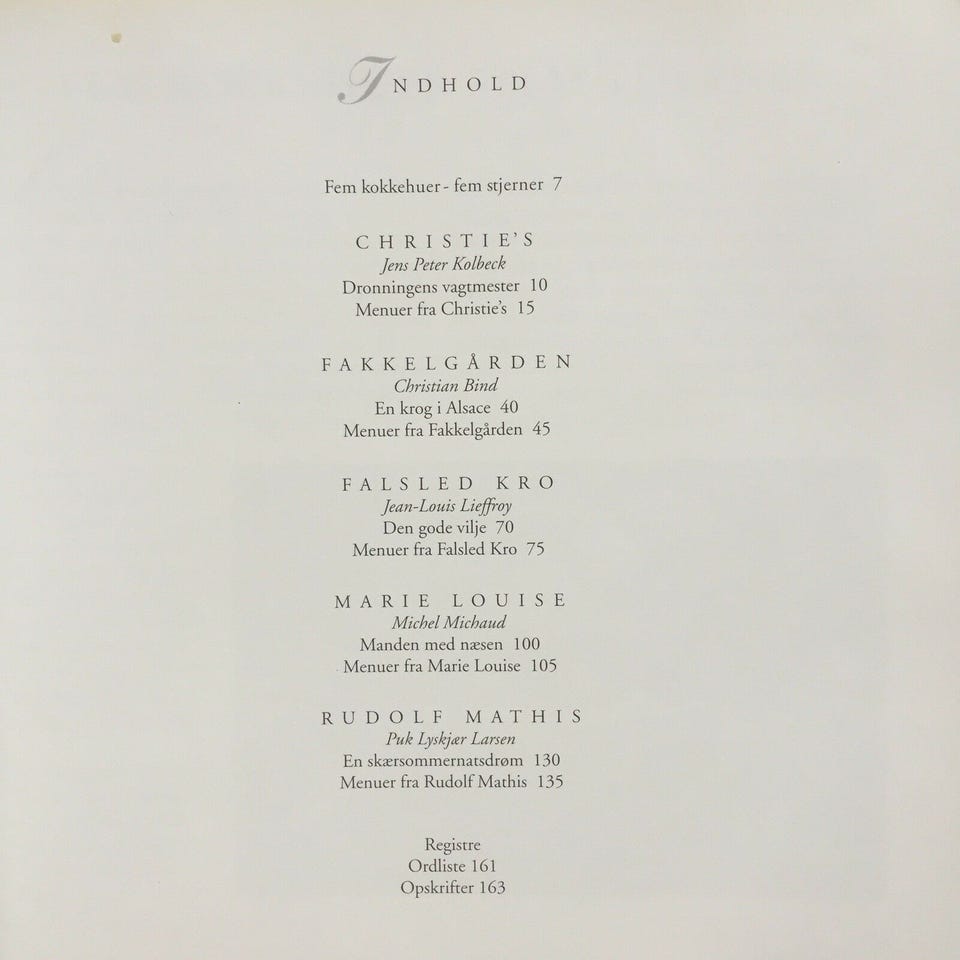 INDHOLD
Fem kokkehuer - fem stjerner 7
CHRISTIE'S
Jens Peter Kolbeck
Dronningens vagtmester 10
Menuer fra Christie's 15
FAKKELGÅRDEN
Christian Bind
En krog i Alsace 40
Menuer fra Fakkelgården 45
FALSLED KRO
Jean-Louis Lieffroy
Den gode vilje 70
Menuer fra Falsled Kro 75
MARIE LOUISE
Michel Michaud
Manden med næsen 100
Menuer fra Marie Louise 105
RUDOLF MATHIS
Puk Lyskjær Larsen
En skærsommernatsdrøm 130
Menuer fra Rudolf Mathis 135
Registre
Ordliste 161
Opskrifter 163